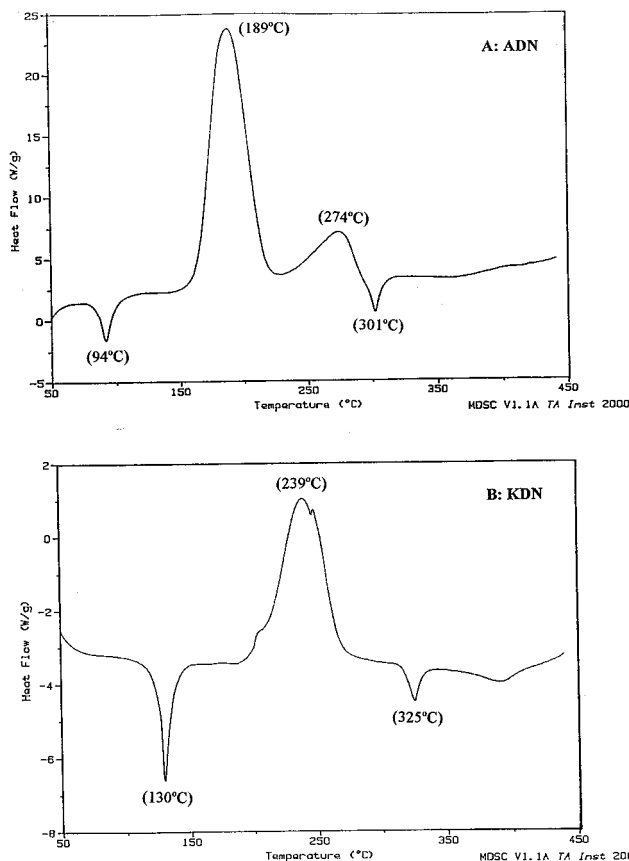 25
(189ºC)
A: ADN
20
15
Heat Flow (W/g)
10
(274ºC)
5
0
(301ºC)
(94ºC)
-5
50
150
250
350
450
Temperature (°C)
MDSC V1.1A TA Inst 2000
2
(239ºC)
B: KDN
0
-2
Heat Flow (W/g)
-4
(325ºC)
-6
(130ºC)
-8
50
150
250
350
450
Temperature (°C)
MDSC V1.1A TA Inst 200